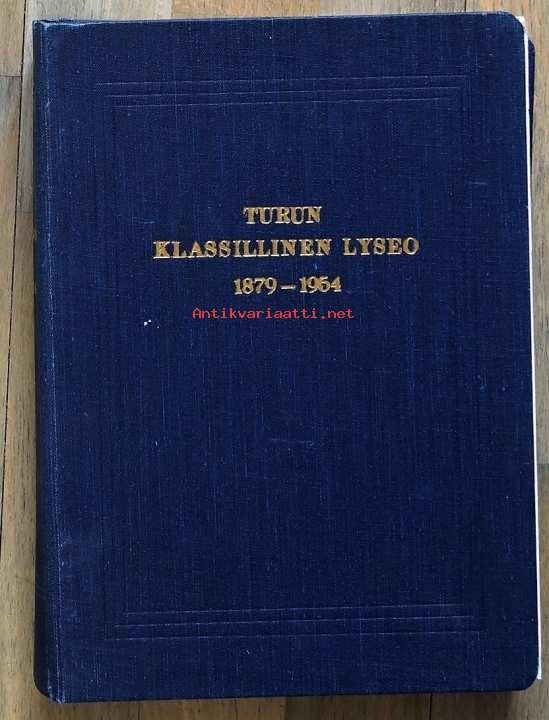 TURUN
KLASSILLINEN LYSEO
1879 – 1954
Antikvariaatti.net